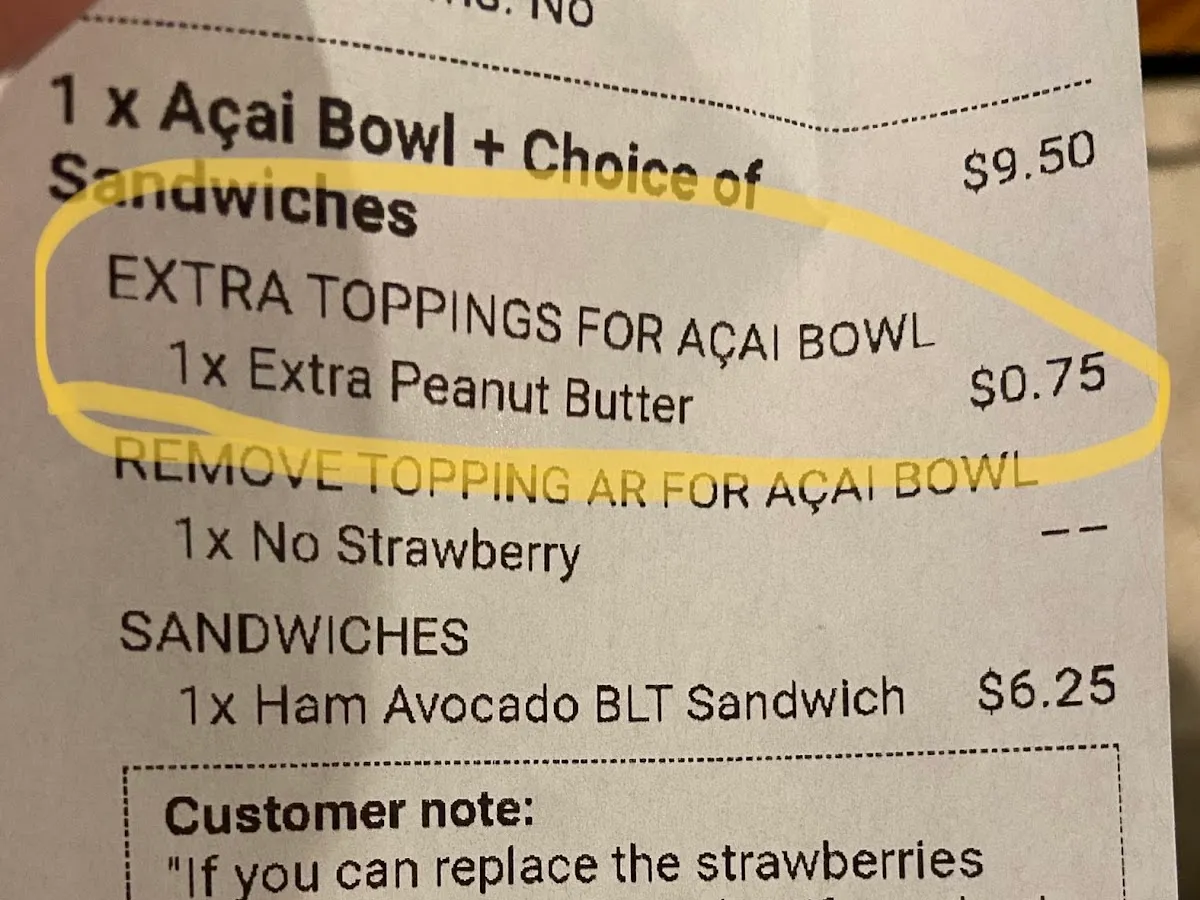 NO
1 x Açai Bowl + Choice of
Sandwiches
$9.50
EXTRA TOPPINGS FOR AÇAI BOWL
1x Extra Peanut Butter
$0.75
REMOVE TOPPING AR FOR AÇAI BOWL
1x No Strawberry
--
SANDWICHES
1x Ham Avocado BLT Sandwich
$6.25
Customer note:
"If you can replace the strawberries